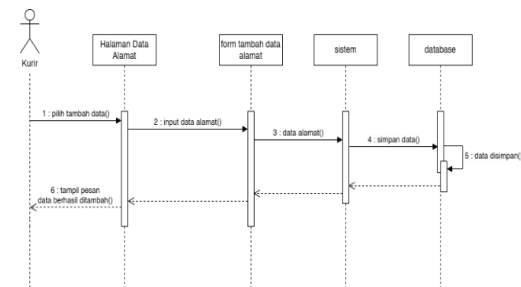 Kurir
Halaman Data
Alamat
form tambah data
alamat
sistem
database
1 : pilih tambah data()
2 : input data alamat()
3 : data alamat()
4 : simpan data()
5 : data disimpan()
6 : tampil pesan
data berhasil ditambah()